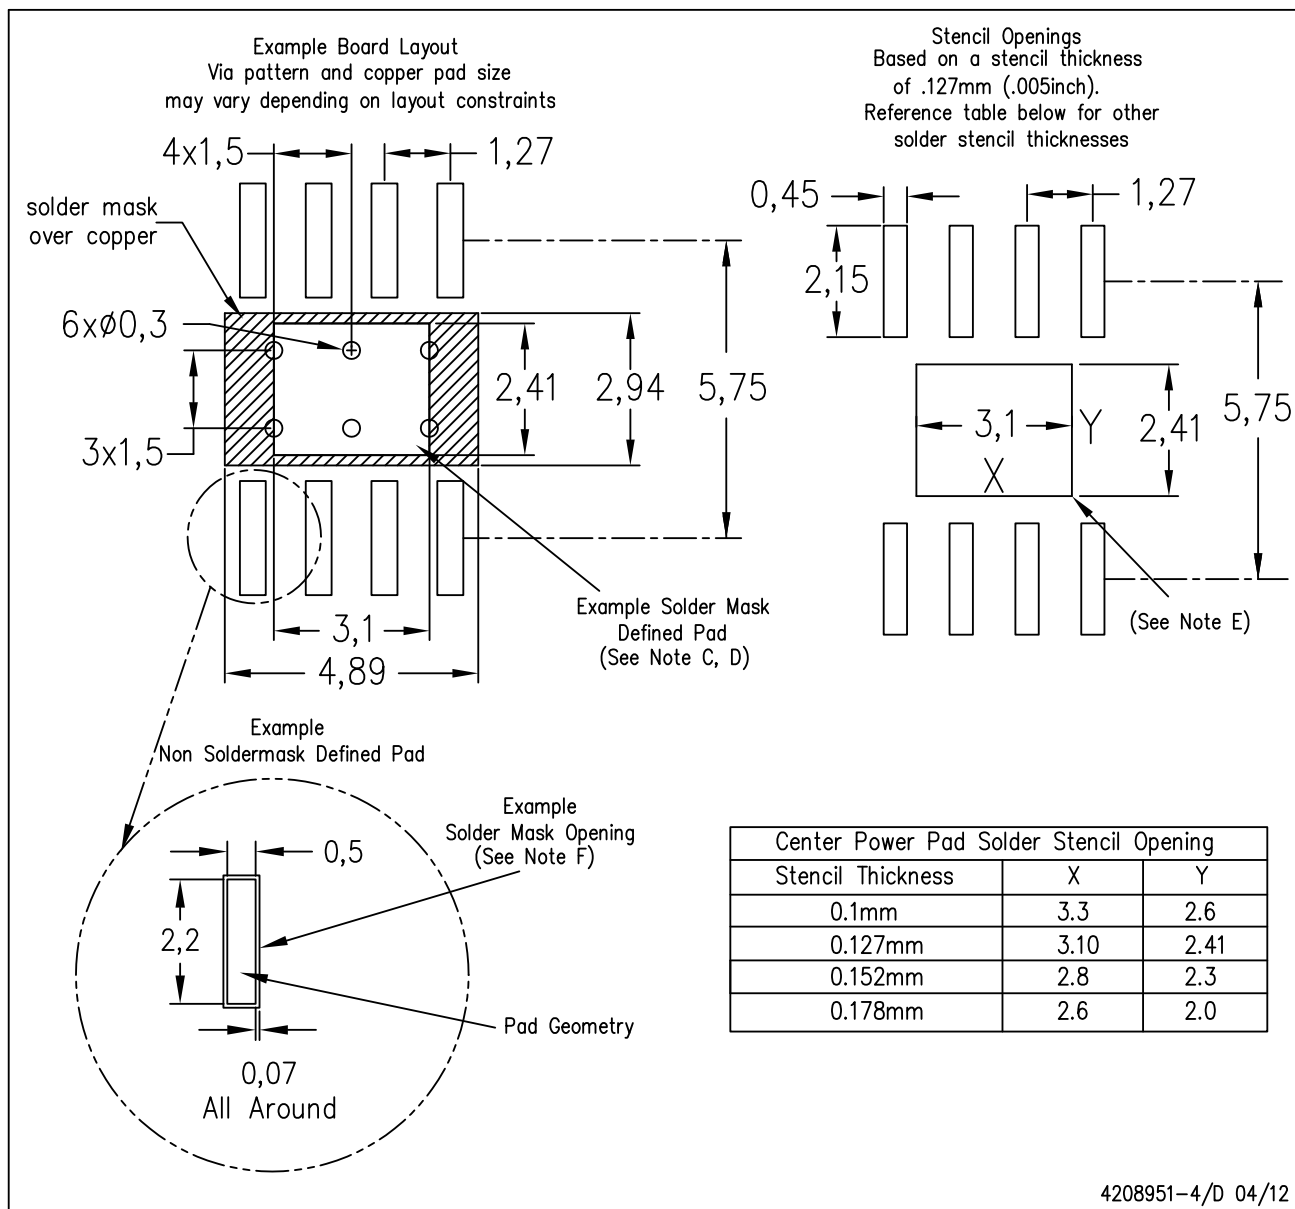 Example Board Layout
Via pattern and copper pad size
may vary depending on layout constraints
4x1,5
1,27
solder mask
over copper
6xø0,3
3x1,5
2,41
2,94
5,75
3,1
4,89
Example Solder Mask
Defined Pad
(See Note C, D)
Stencil Openings
Based on a stencil thickness
of .127mm (.005inch).
Reference table below for other
solder stencil thicknesses
0,45
1,27
2,15
3,1
X
Y
2,41
5,75
(See Note E)
Example
Non Soldermask Defined Pad
Example
Solder Mask Opening
(See Note F)
0,5
2,2
Pad Geometry
0,07
All Around
Center Power Pad Solder Stencil Opening
Stencil Thickness X Y
0.1mm 3.3 2.6
0.127mm 3.10 2.41
0.152mm 2.8 2.3
0.178mm 2.6 2.0
4208951-4/D 04/12